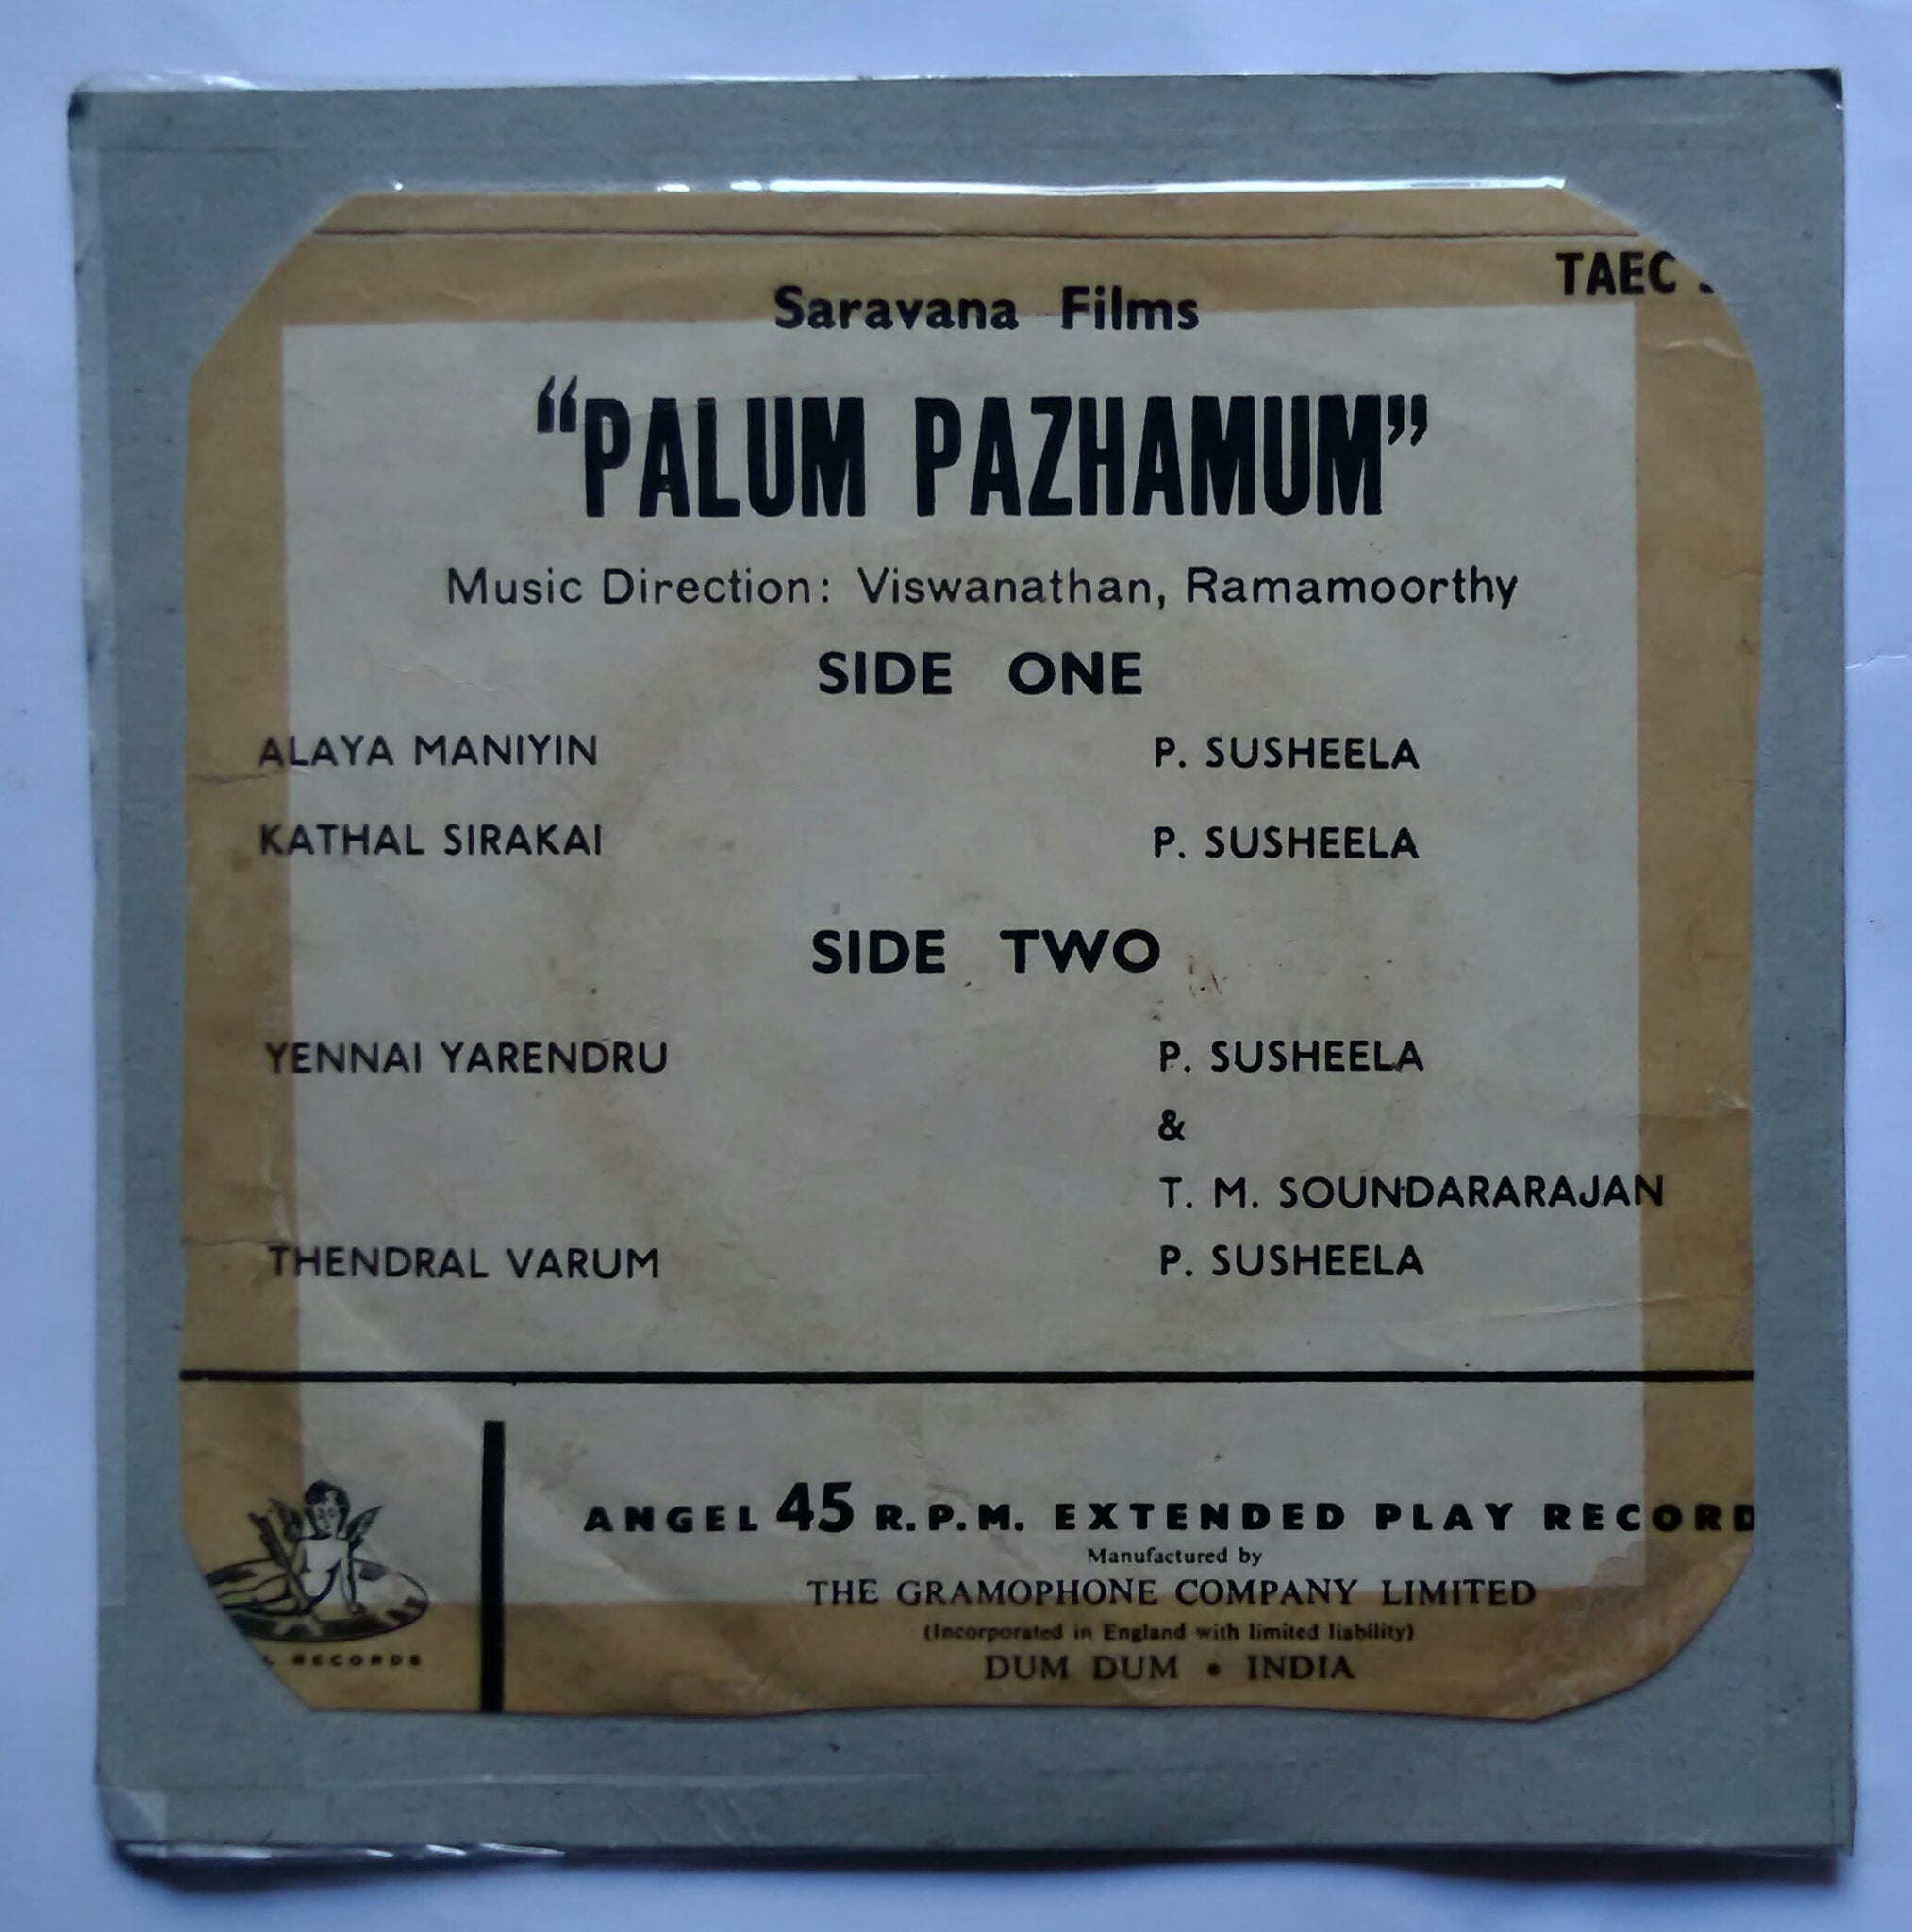 TAEC
Saravana Films
“PALUM PAZHAMUM”
Music Direction: Viswanathan, Ramamoorthy
SIDE ONE
ALAYA MANIYIN P. SUSHEELA
KATHAL SIRAKAI P. SUSHEELA
SIDE TWO
YENNAI YARENDRU P. SUSHEELA
&
T. M. SOUNDARARAJAN
THENDRAL VARUM P. SUSHEELA
ANGEL 45 R.P.M. EXTENDED PLAY RECORD
Manufactured by
THE GRAMOPHONE COMPANY LIMITED
(Incorporated in England with limited liability)
DUM DUM • INDIA
RECORDS